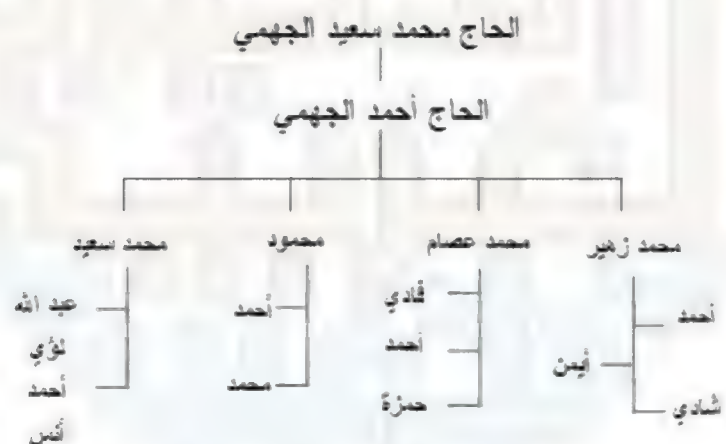 الحاج محمد سعيد الجهمي
الحاج أحمد الجهمي
محمد زهير
محمد عصام
محمود
محمد سعيد
أحمد
أيمن
شادي
فادي
أحمد
حمزة
أحمد
محمد
عبد الله
لؤي
أحمد
أنس